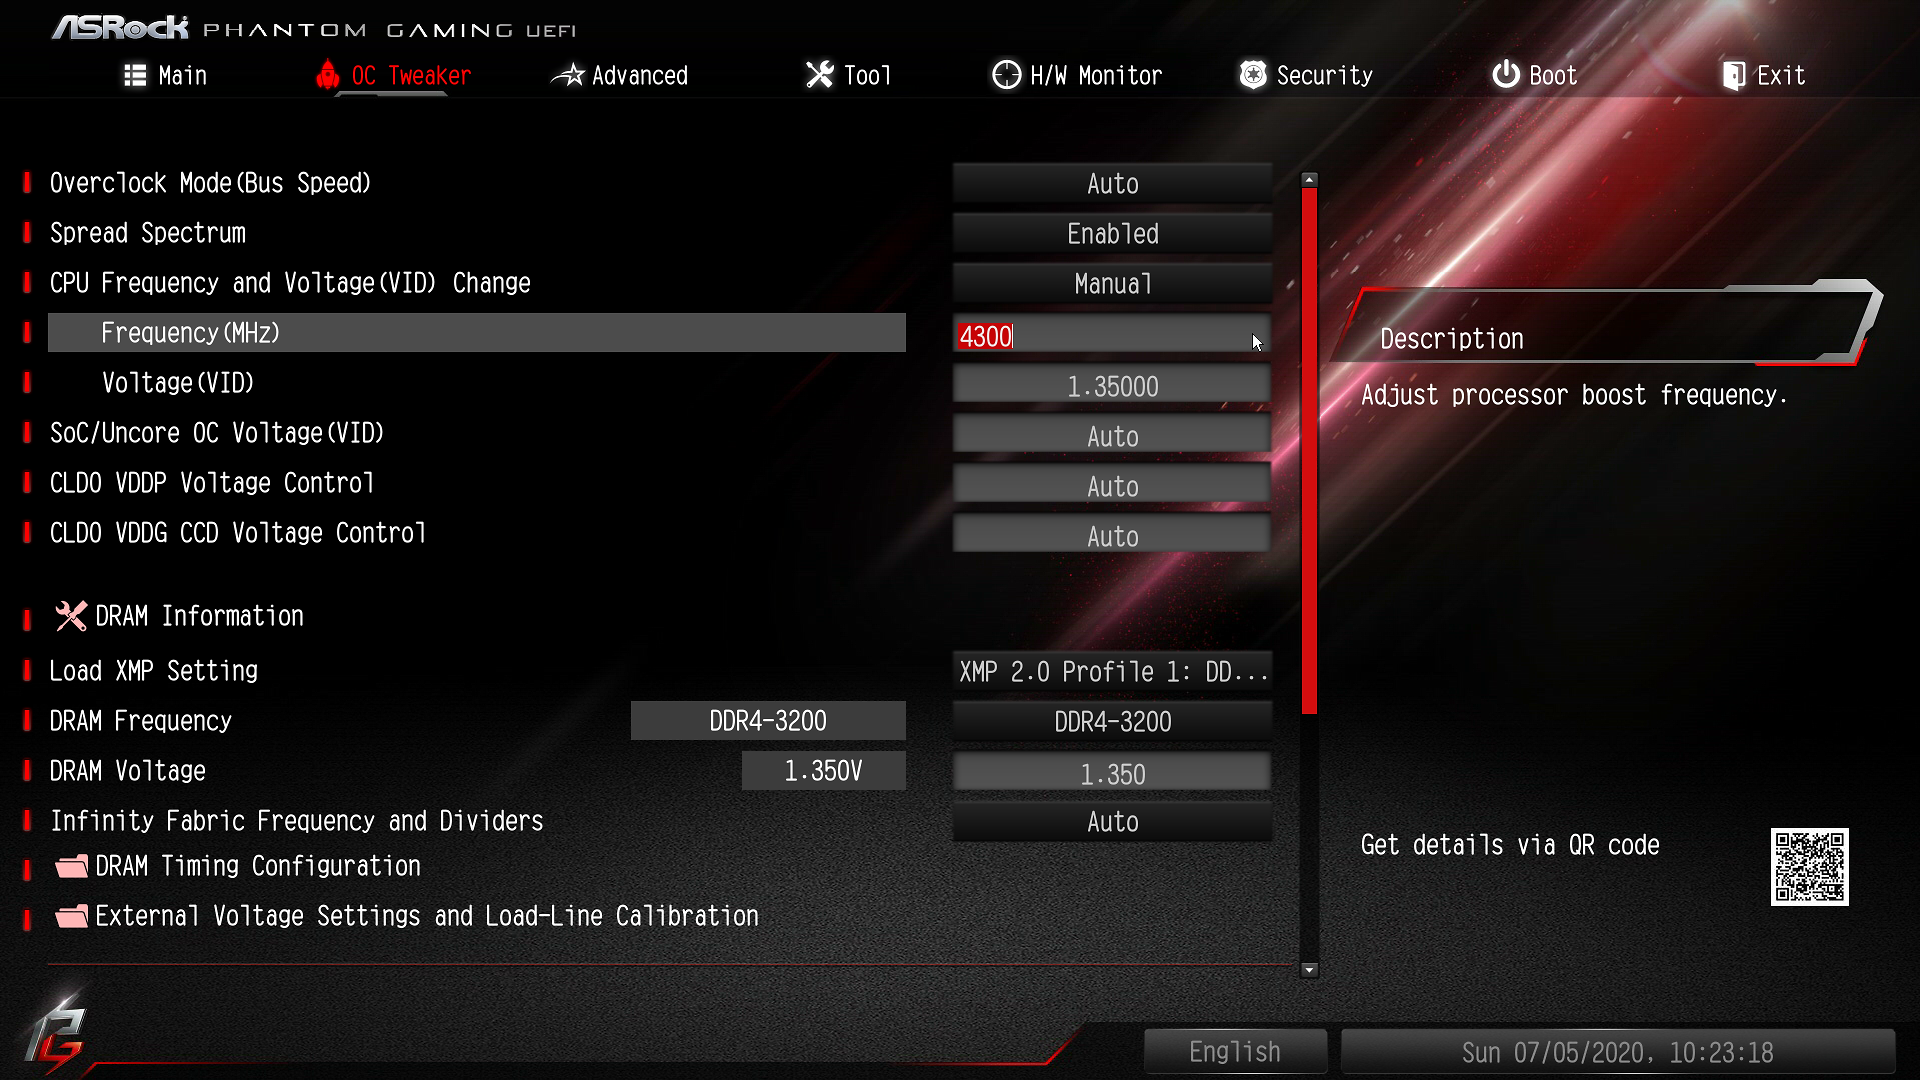 ASRock PHANTOM GAMING UEFI
Main OC Tweaker Advanced Tool H/W Monitor Security Boot Exit
Overclock Mode(Bus Speed) Auto
Spread Spectrum Enabled
CPU Frequency and Voltage(VID) Change Manual
Frequency(MHz) 4300
Voltage(VID) 1.35000
SoC/Uncore OC Voltage(VID) Auto
CLDO VDDP Voltage Control Auto
CLDO VDDG CCD Voltage Control Auto
DRAM Information
Load XMP Setting XMP 2.0 Profile 1: DD...
DRAM Frequency DDR4-3200 DDR4-3200
DRAM Voltage 1.350V 1.350
Infinity Fabric Frequency and Dividers Auto
DRAM Timing Configuration
External Voltage Settings and Load-Line Calibration
Description
Adjust processor boost frequency.
Get details via QR code
English Sun 07/05/2020, 10:23:18